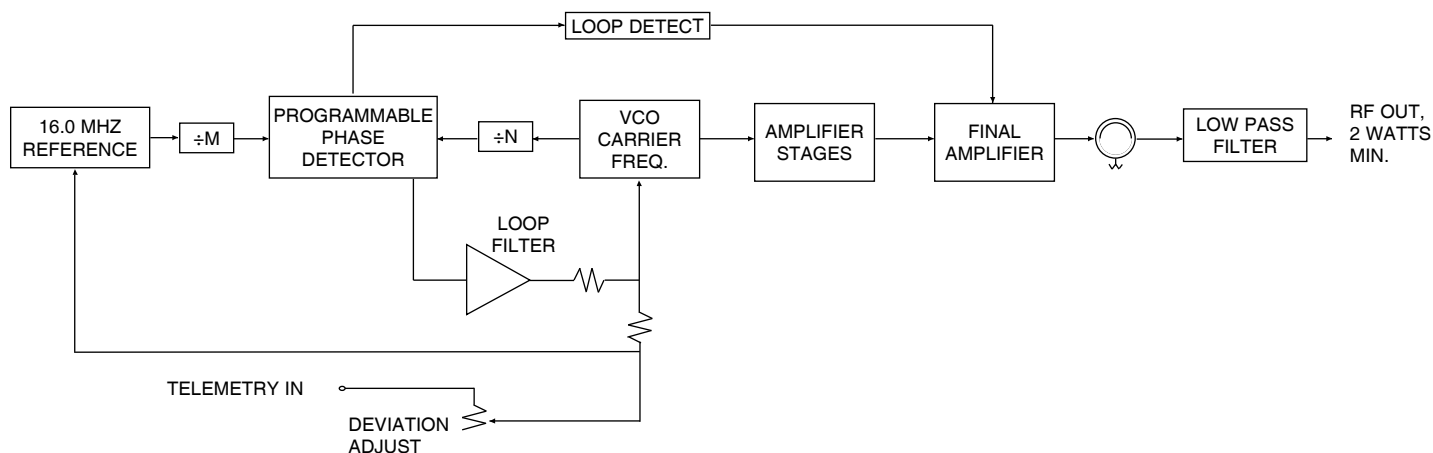 LOOP DETECT
16.0 MHZ
REFERENCE
÷M
PROGRAMMABLE
PHASE
DETECTOR
÷N
VCO
CARRIER
FREQ.
AMPLIFIER
STAGES
FINAL
AMPLIFIER
LOW PASS
FILTER
RF OUT,
2 WATTS
MIN.
LOOP
FILTER
TELEMETRY IN
DEVIATION
ADJUST